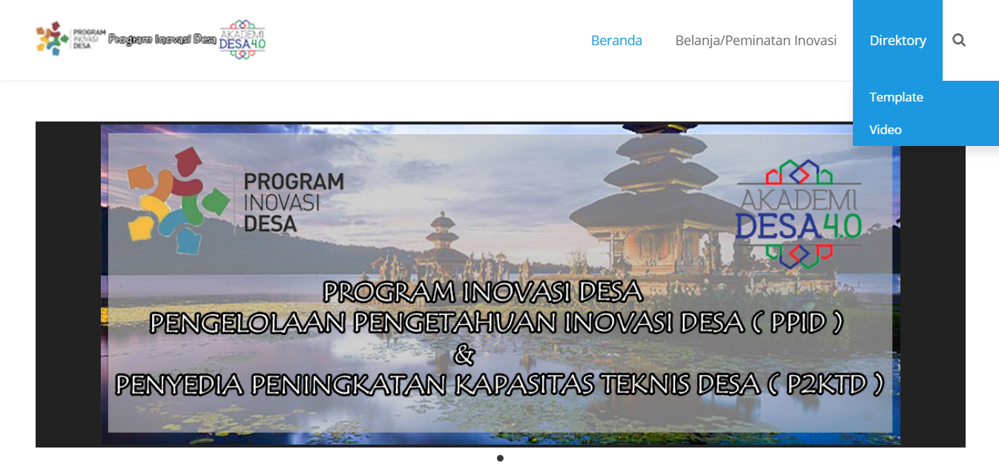 PROGRAM
INOVASI
DESA
Program Inovasi Desa
AKADEMI
DESA 4.0
Beranda
Belanja/Peminatan Inovasi
Direktory
Template
Video
PROGRAM
INOVASI
DESA
AKADEMI
DESA 4.0
PROGRAM INOVASI DESA
PENGELOLAAN PENGETAHUAN INOVASI DESA ( PPID )
&
PENYEDIA PENINGKATAN KAPASITAS TEKNIS DESA ( P2KTD )